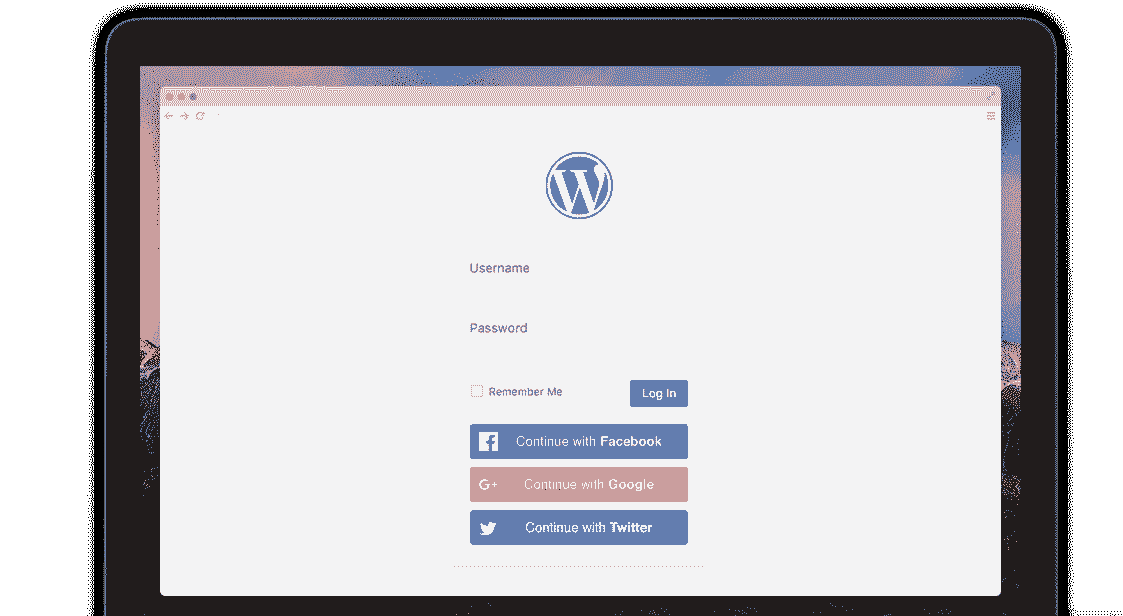 Username
Password
Remember Me
Log In
Continue with Facebook
Continue with Google
Continue with Twitter